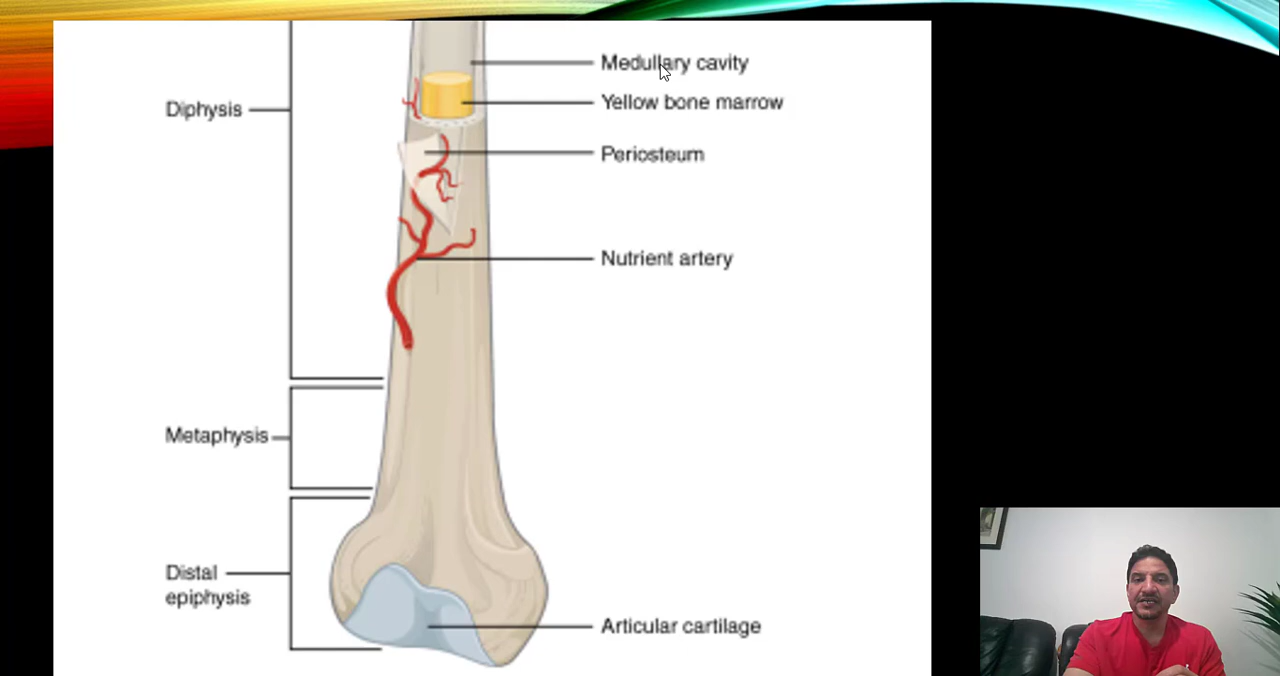 Medullary cavity
Diphysis
Yellow bone marrow
Periosteum
Nutrient artery
Metaphysis
Distal
epiphysis
Articular cartilage